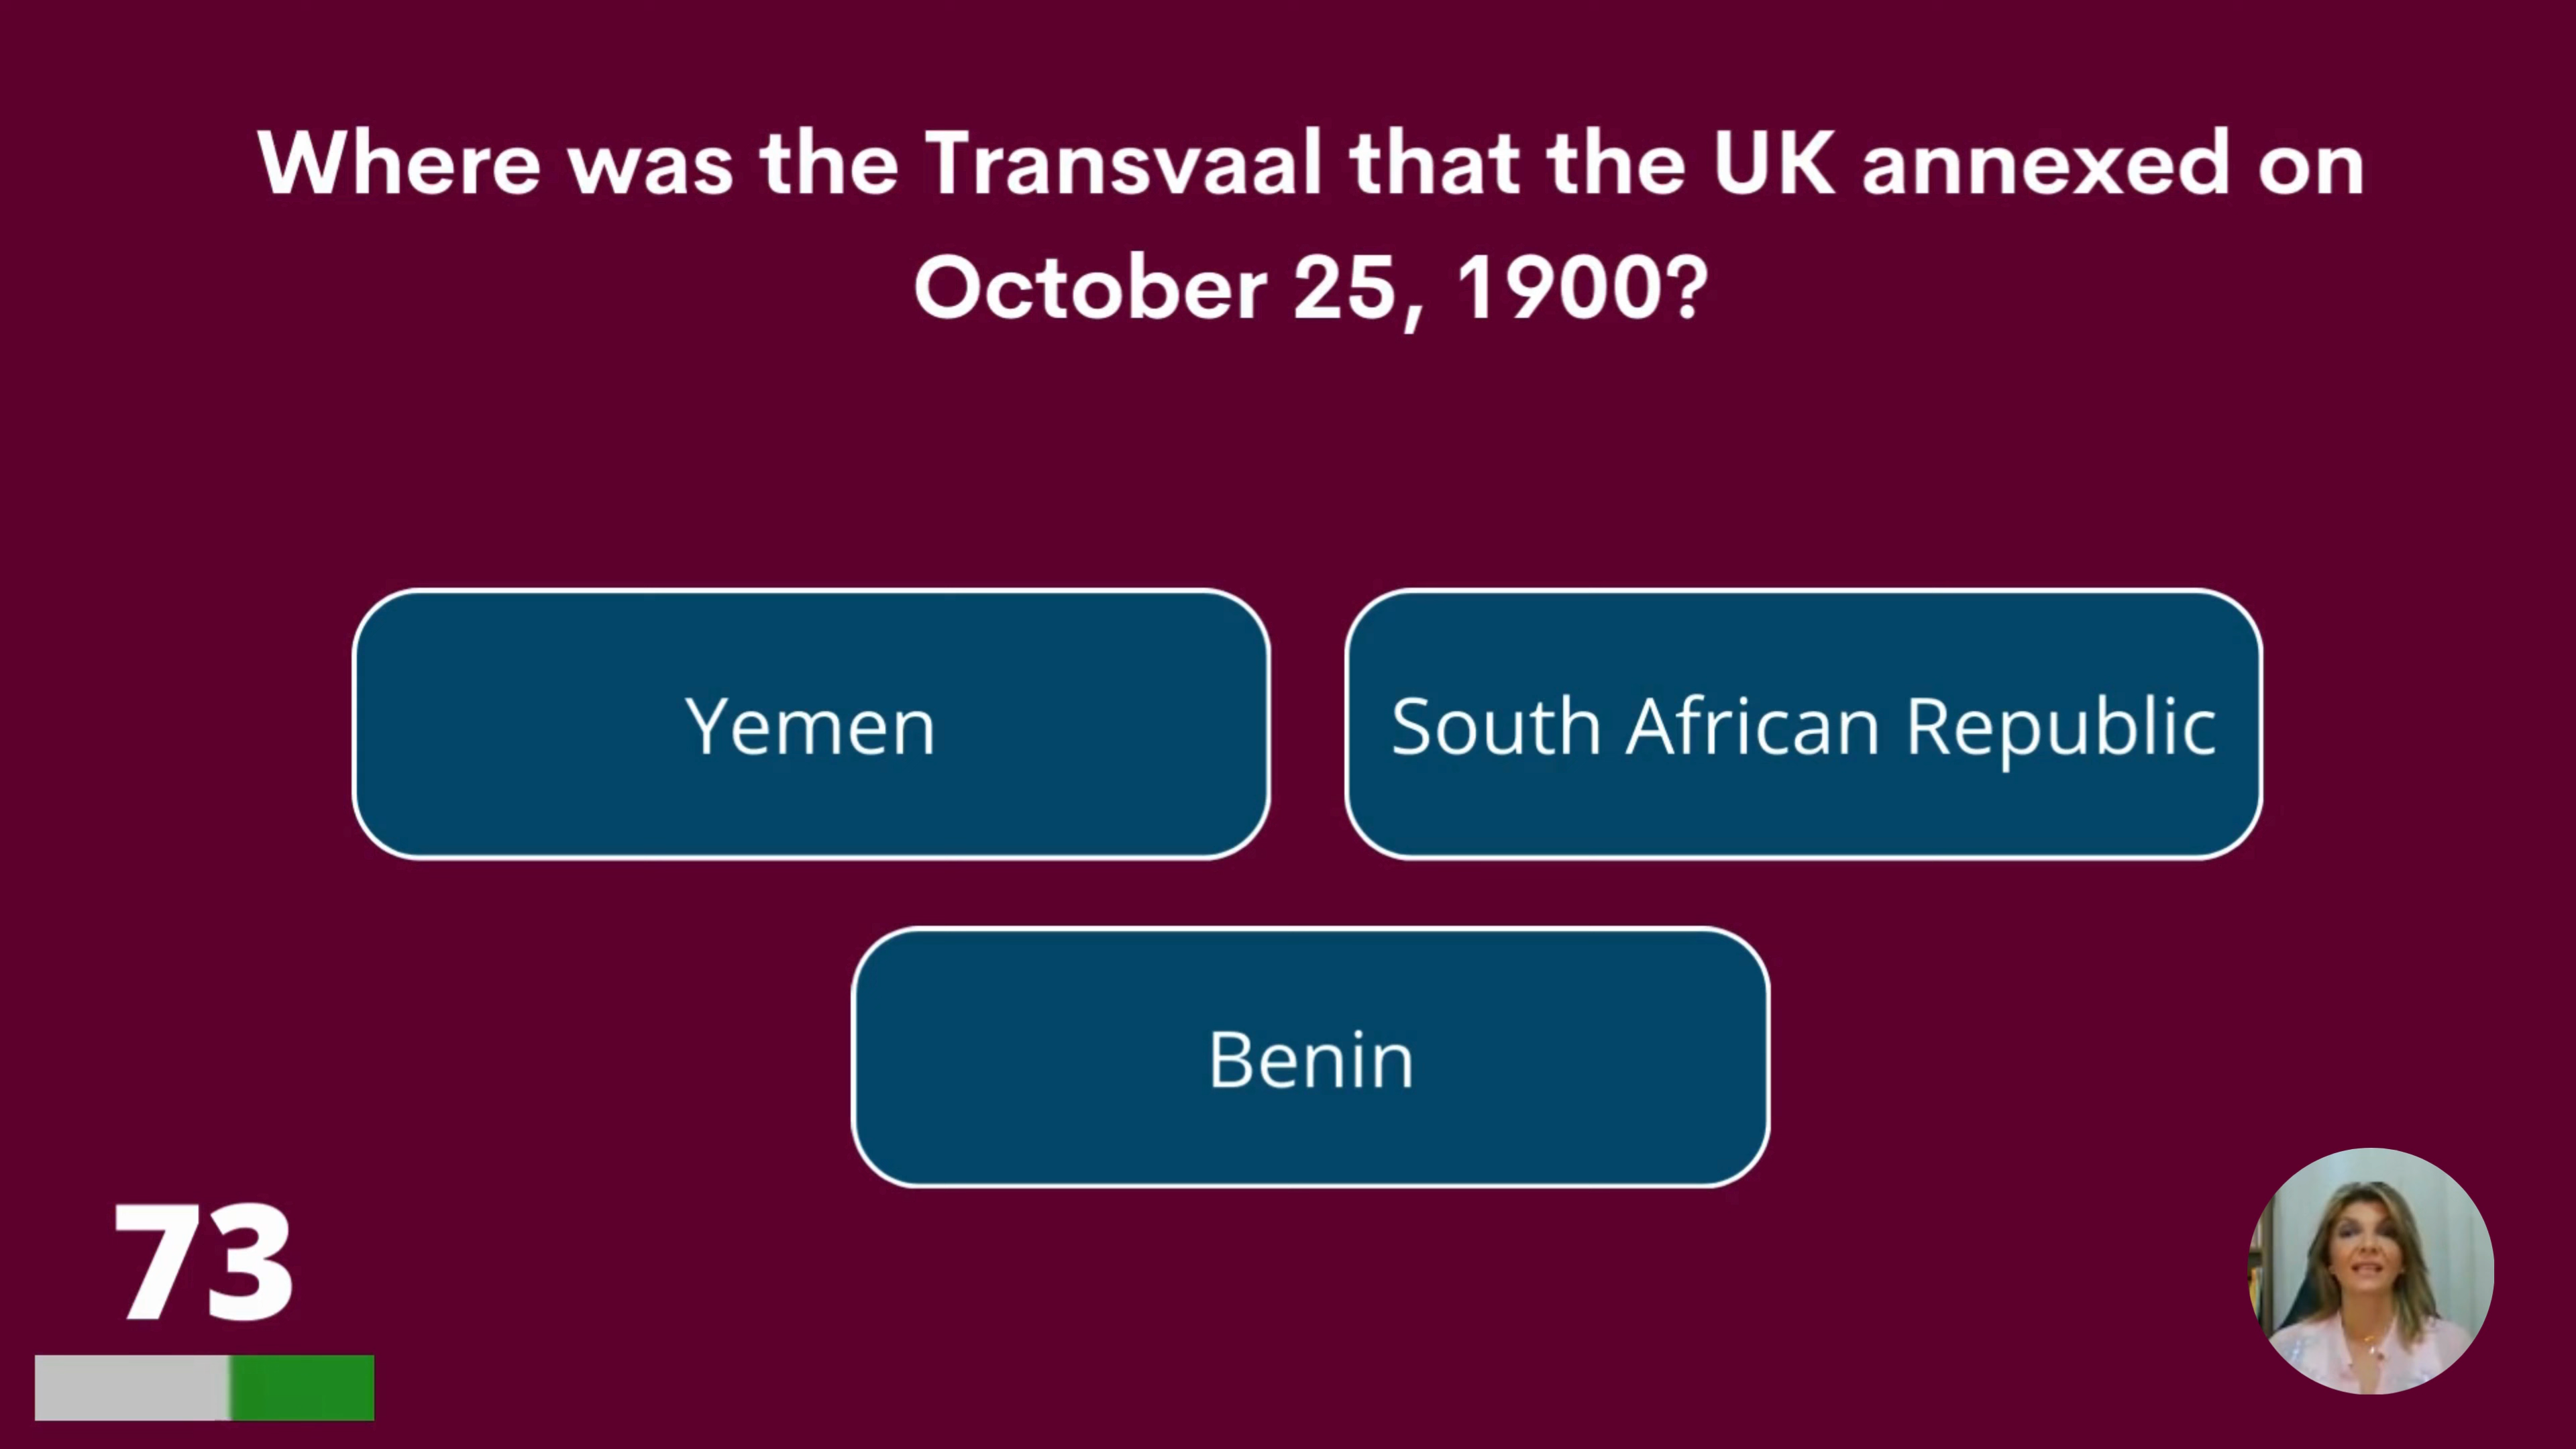 Where was the Transvaal that the UK annexed on
October 25, 1900?
Yemen
South African Republic
Benin
73